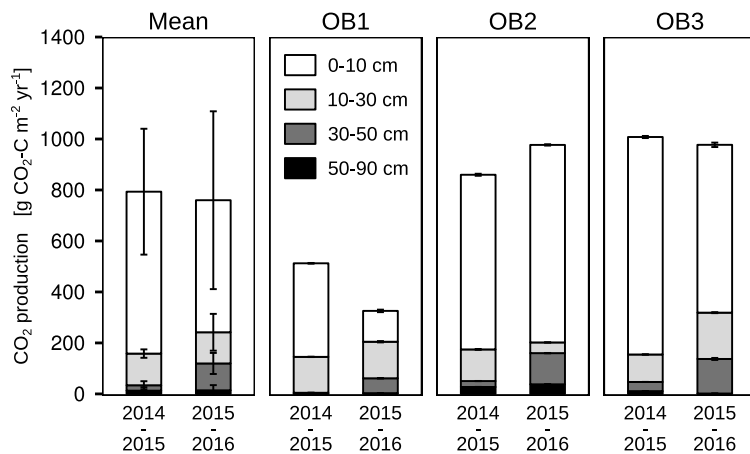 Mean OB1 OB2 OB3
CO₂ production [g CO₂-C m⁻² yr⁻¹]
1400
1200
1000
800
600
400
200
0
0-10 cm
10-30 cm
30-50 cm
50-90 cm
2014 2015 2014 2015 2014 2015 2014 2015
- - - - - - - -
2015 2016 2015 2016 2015 2016 2015 2016